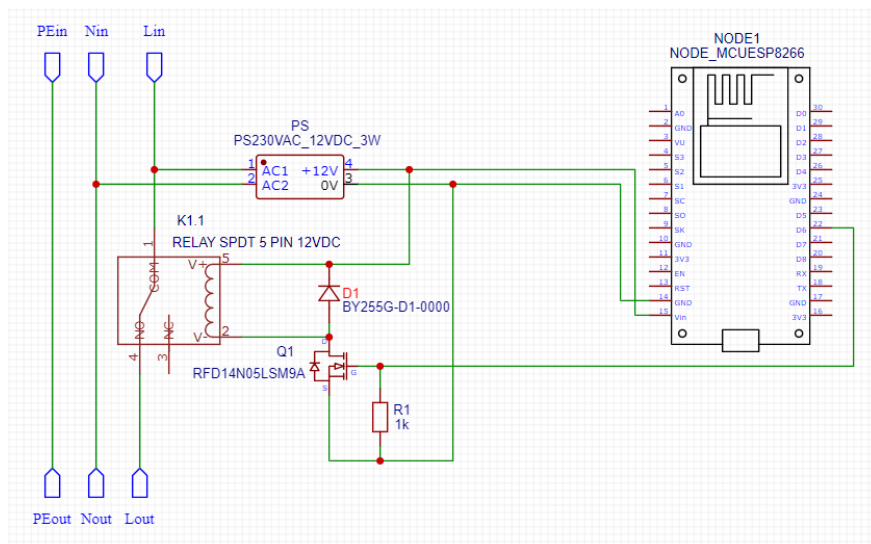 PEin Nin Lin
NODE1
NODE_MCUESP8266
PS
PS230VAC_12VDC_3W
1 AC1 +12V 4
2 AC2 0V 3
K1.1
RELAY SPDT 5 PIN 12VDC
1
COM
V+ 5
NO
NC
V- 2
4
3
D1
BY255G-D1-0000
Q1
RFD14N05LSM9A
D
G
S
R1
1k
1 A0 D0 30
2 GND D1 29
3 VU D2 28
4 S3 D3 27
5 S2 D4 26
6 S1 3V3 25
7 SC GND 24
8 SO D5 23
9 SK D6 22
10 GND D7 21
11 3V3 D8 20
12 EN RX 19
13 RST TX 18
14 GND GND 17
15 Vin 3V3 16
PEout Nout Lout